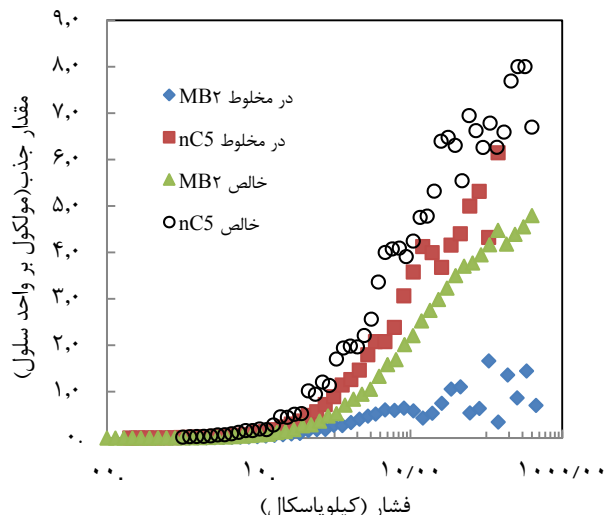 ۹,۰
۸,۰
۷,۰
۶,۰
۵,۰
۴,۰
۳,۰
۲,۰
۱,۰
۰.
مقدار جذب(مولکول بر واحد سلول)
MB۲ در مخلوط
nC5 در مخلوط
MB۲ خالص
nC5 خالص
۰۰.
۱۰.
۱۰/۰۰
۱۰۰۰/۰۰
فشار (کیلوپاسکال)